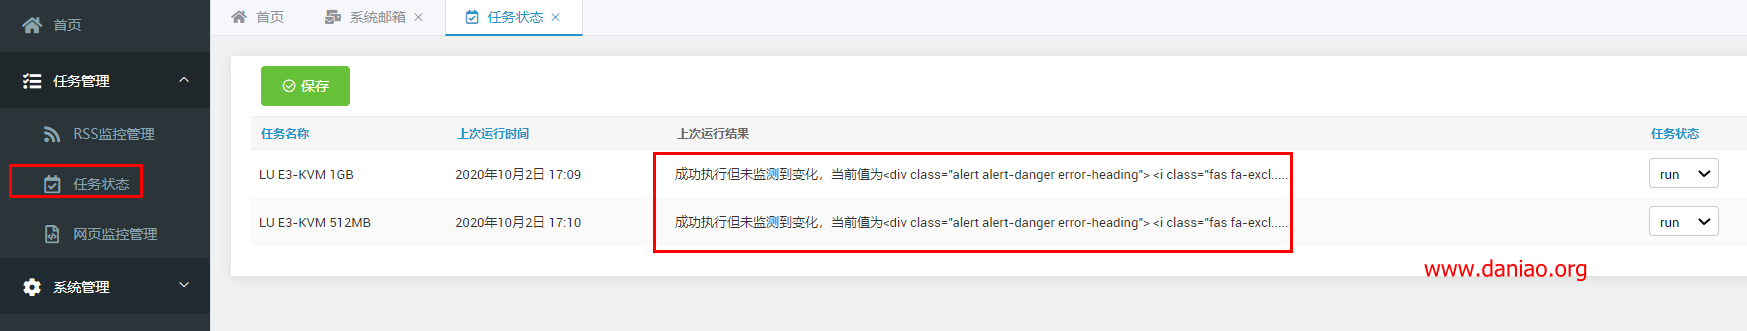 首页
任务管理
RSS监控管理
任务状态
网页监控管理
系统管理
首页 系统邮箱 × 任务状态 ×
保存
任务名称 上次运行时间 上次运行结果 任务状态
LU E3-KVM 1GB 2020年10月2日 17:09 成功执行但未监测到变化，当前值为<div class="alert alert-danger error-heading"> <i class="fas fa-excl...... run
LU E3-KVM 512MB 2020年10月2日 17:10 成功执行但未监测到变化，当前值为<div class="alert alert-danger error-heading"> <i class="fas fa-excl...... run
www.daniao.org